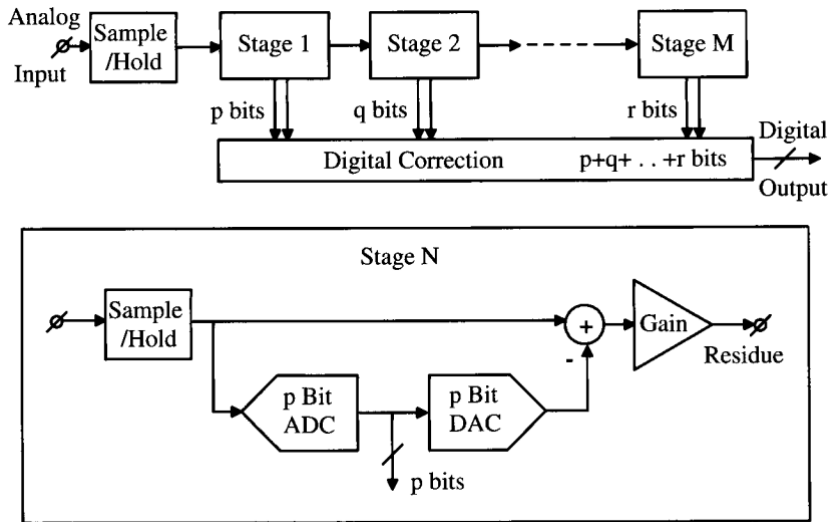 Analog
Input
Sample
/Hold
Stage 1
Stage 2
Stage M
p bits
q bits
r bits
Digital Correction p+q+ . . +r bits
Digital
Output
Stage N
Sample
/Hold
+
-
Gain
Residue
p Bit
ADC
p Bit
DAC
p bits